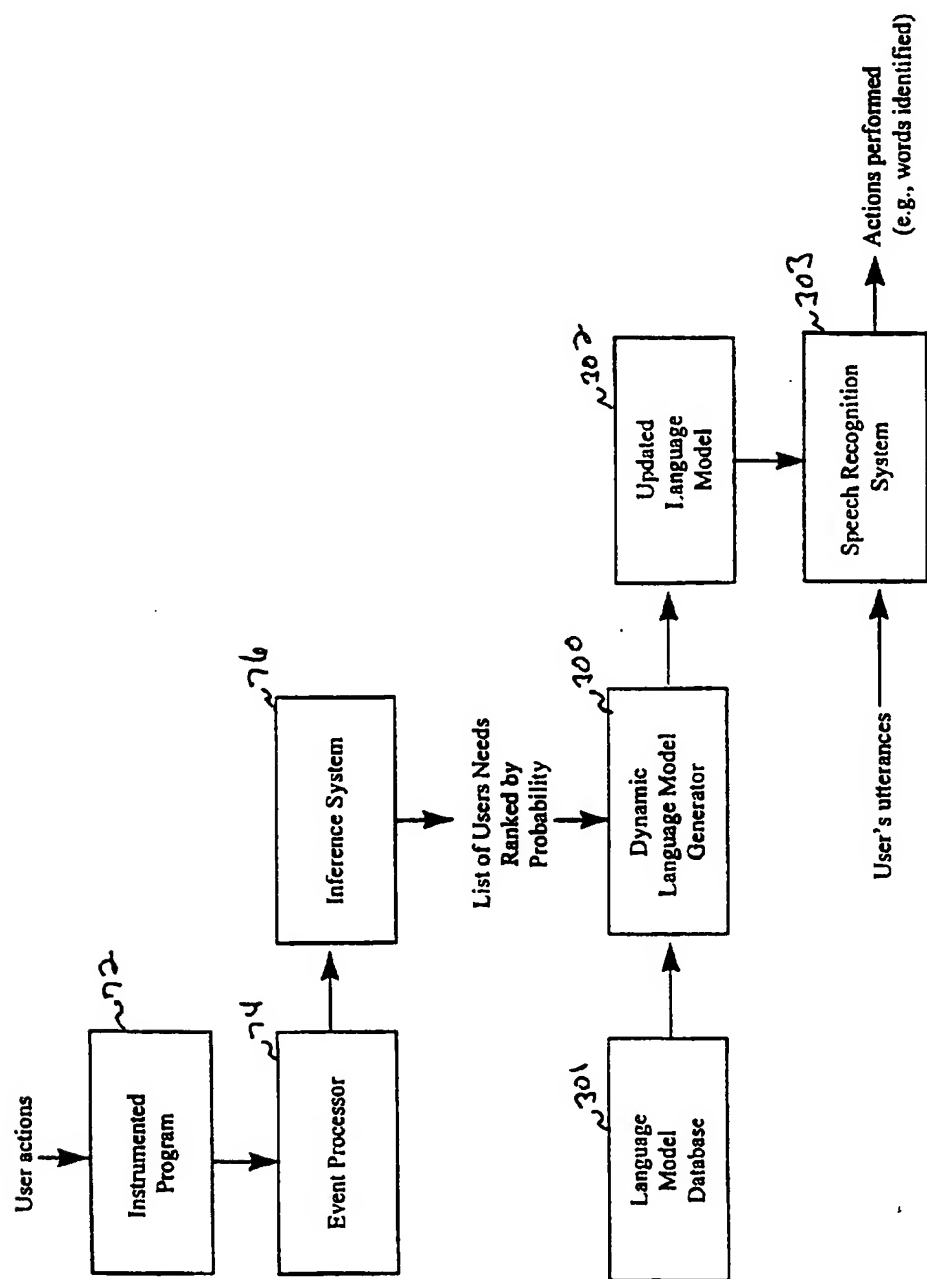 User actions
72
Instrumented
Program
74
Event Processor
76
Inference System
List of Users Needs
Ranked by
Probability
301
Language
Model
Database
300
Dynamic
Language Model
Generator
302
Updated
Language
Model
User's utterances
303
Speech Recognition
System
Actions performed
(e.g., words identified)